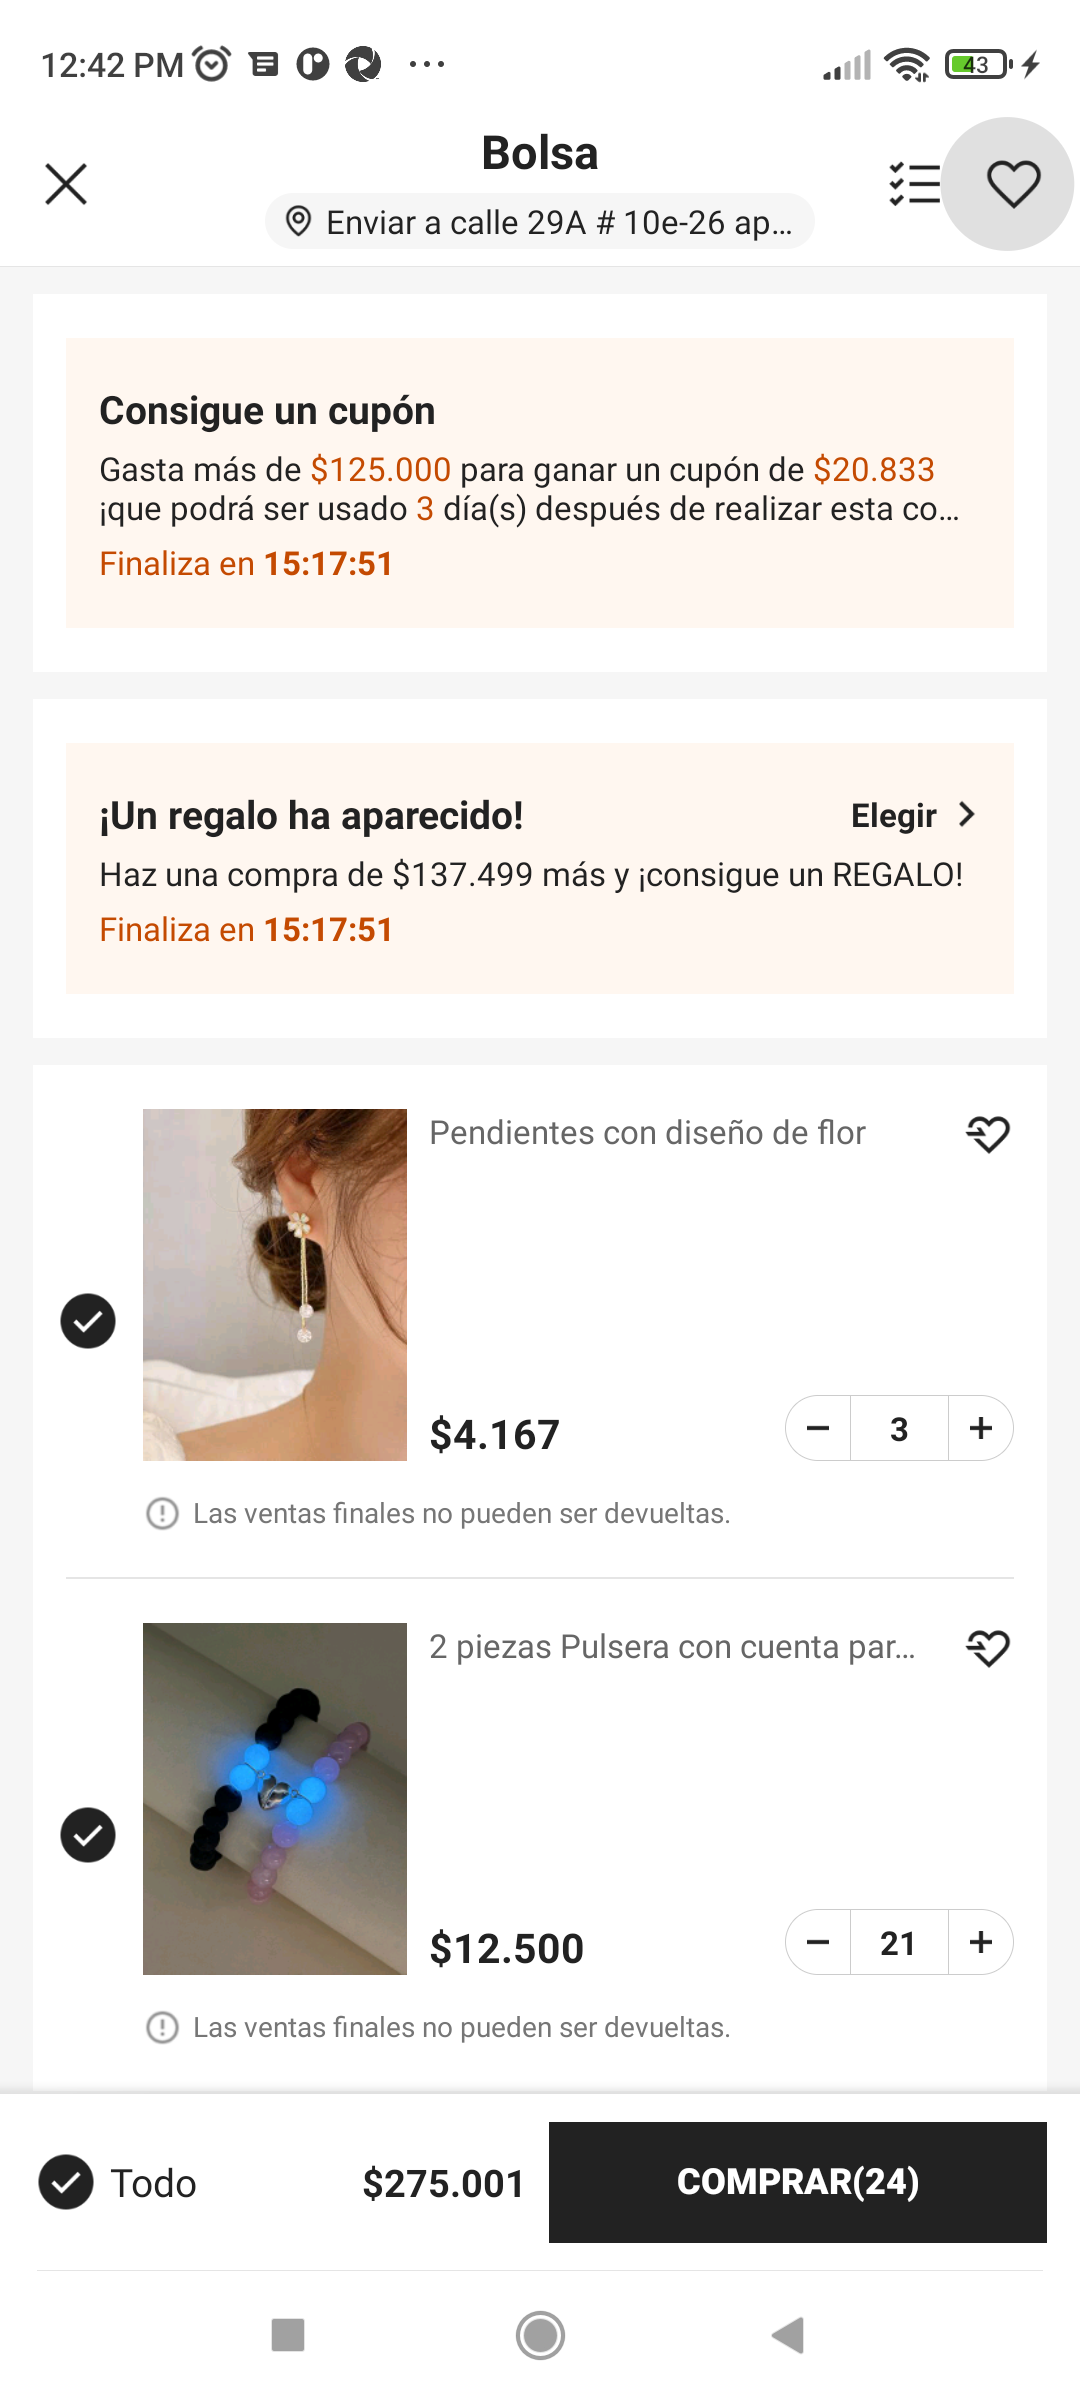 12:42 PM
43
Bolsa
Enviar a calle 29A # 10e-26 ap...
Consigue un cupón
Gasta más de $125.000 para ganar un cupón de $20.833
¡que podrá ser usado 3 día(s) después de realizar esta co...
Finaliza en 15:17:51
¡Un regalo ha aparecido!
Elegir
Haz una compra de $137.499 más y ¡consigue un REGALO!
Finaliza en 15:17:51
Pendientes con diseño de flor
$4.167
3
Las ventas finales no pueden ser devueltas.
2 piezas Pulsera con cuenta par...
$12.500
21
Las ventas finales no pueden ser devueltas.
Todo
$275.001
COMPRAR(24)